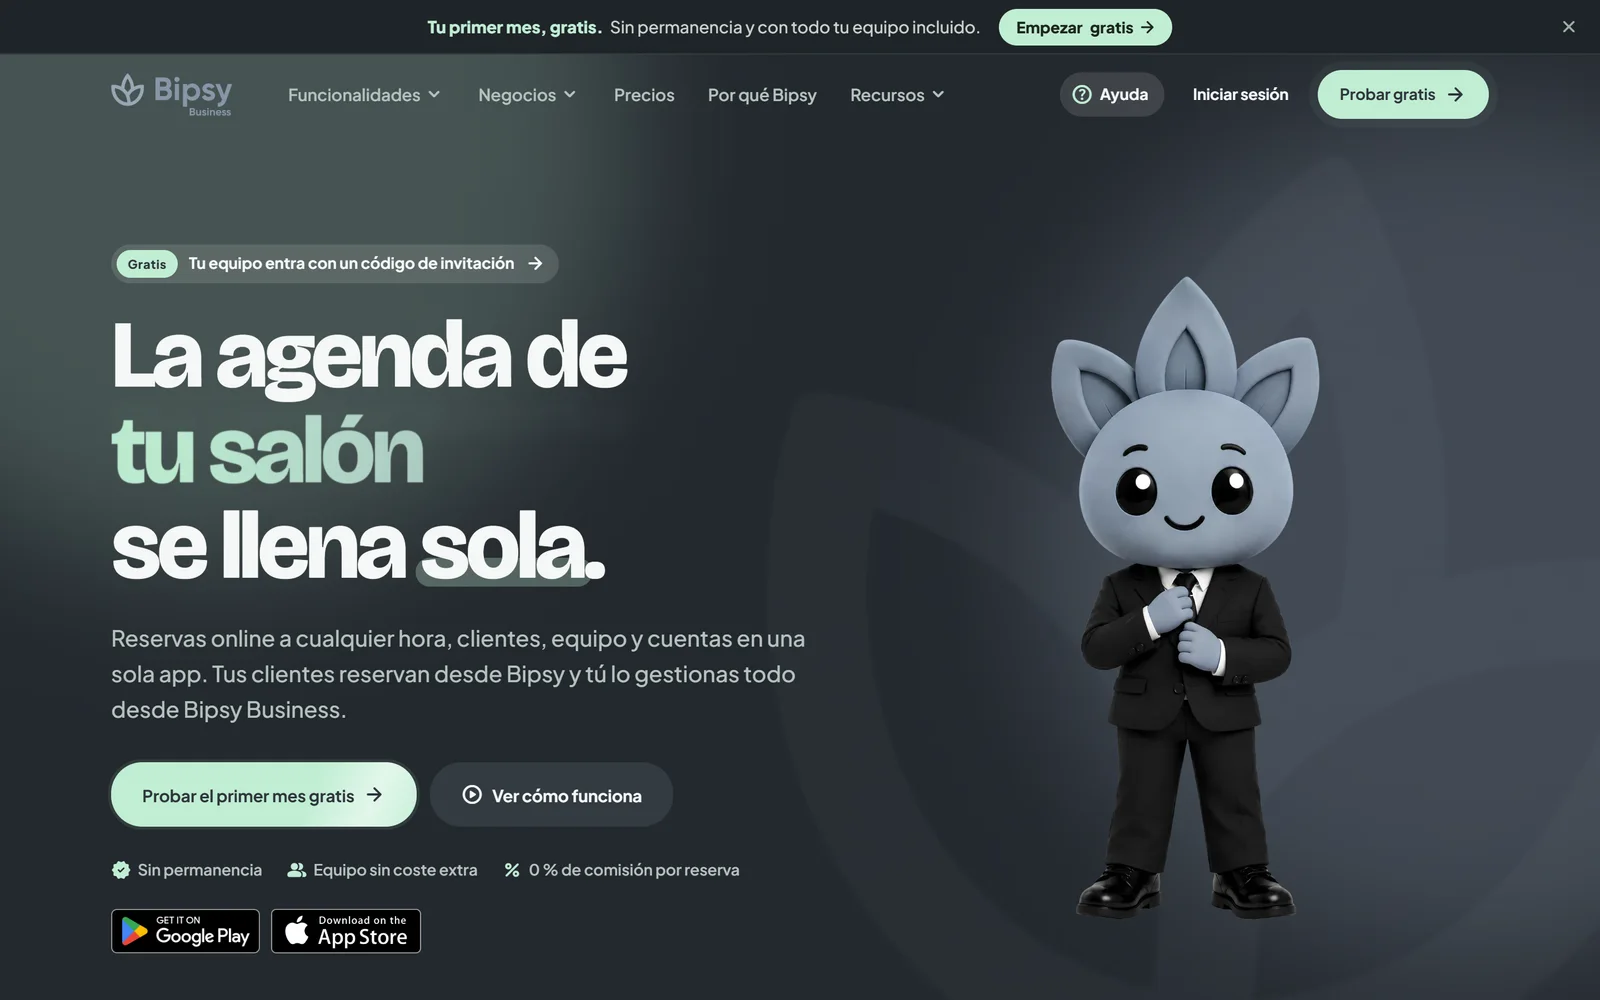 Tu primer mes, gratis. Sin permanencia y con todo tu equipo incluido. Empezar gratis
Bipsy
Business
Funcionalidades Negocios Precios Por qué Bipsy Recursos Ayuda Iniciar sesión Probar gratis
Gratis Tu equipo entra con un código de invitación
La agenda de
tu salón
se llena sola.
Reservas online a cualquier hora, clientes, equipo y cuentas en una
sola app. Tus clientes reservan desde Bipsy y tú lo gestionas todo
desde Bipsy Business.
Probar el primer mes gratis Ver cómo funciona
Sin permanencia Equipo sin coste extra 0 % de comisión por reserva
GET IT ON
Google Play
Download on the
App Store